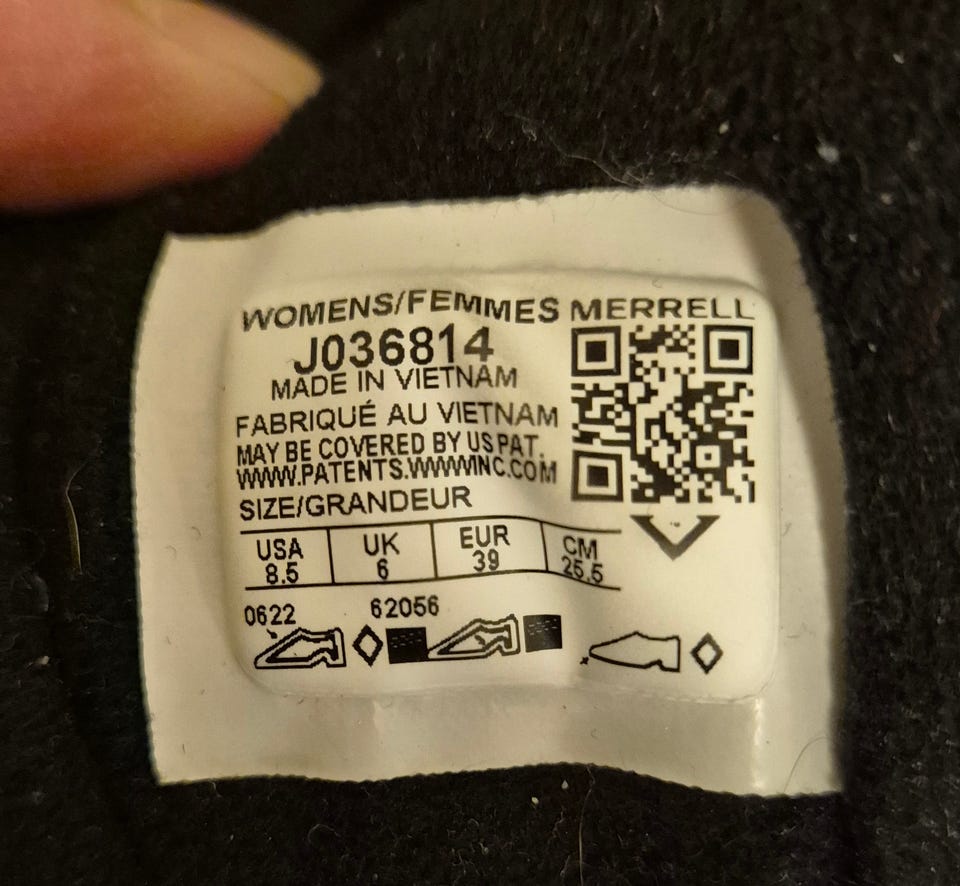 WOMENS/FEMMES MERRELL
J036814
MADE IN VIETNAM
FABRIQUÉ AU VIETNAM
MAY BE COVERED BY US PAT.
WWW.PATENTS.WWWINC.COM
SIZE/GRANDEUR
USA UK EUR CM
8.5 6 39 25.5
0622 62056